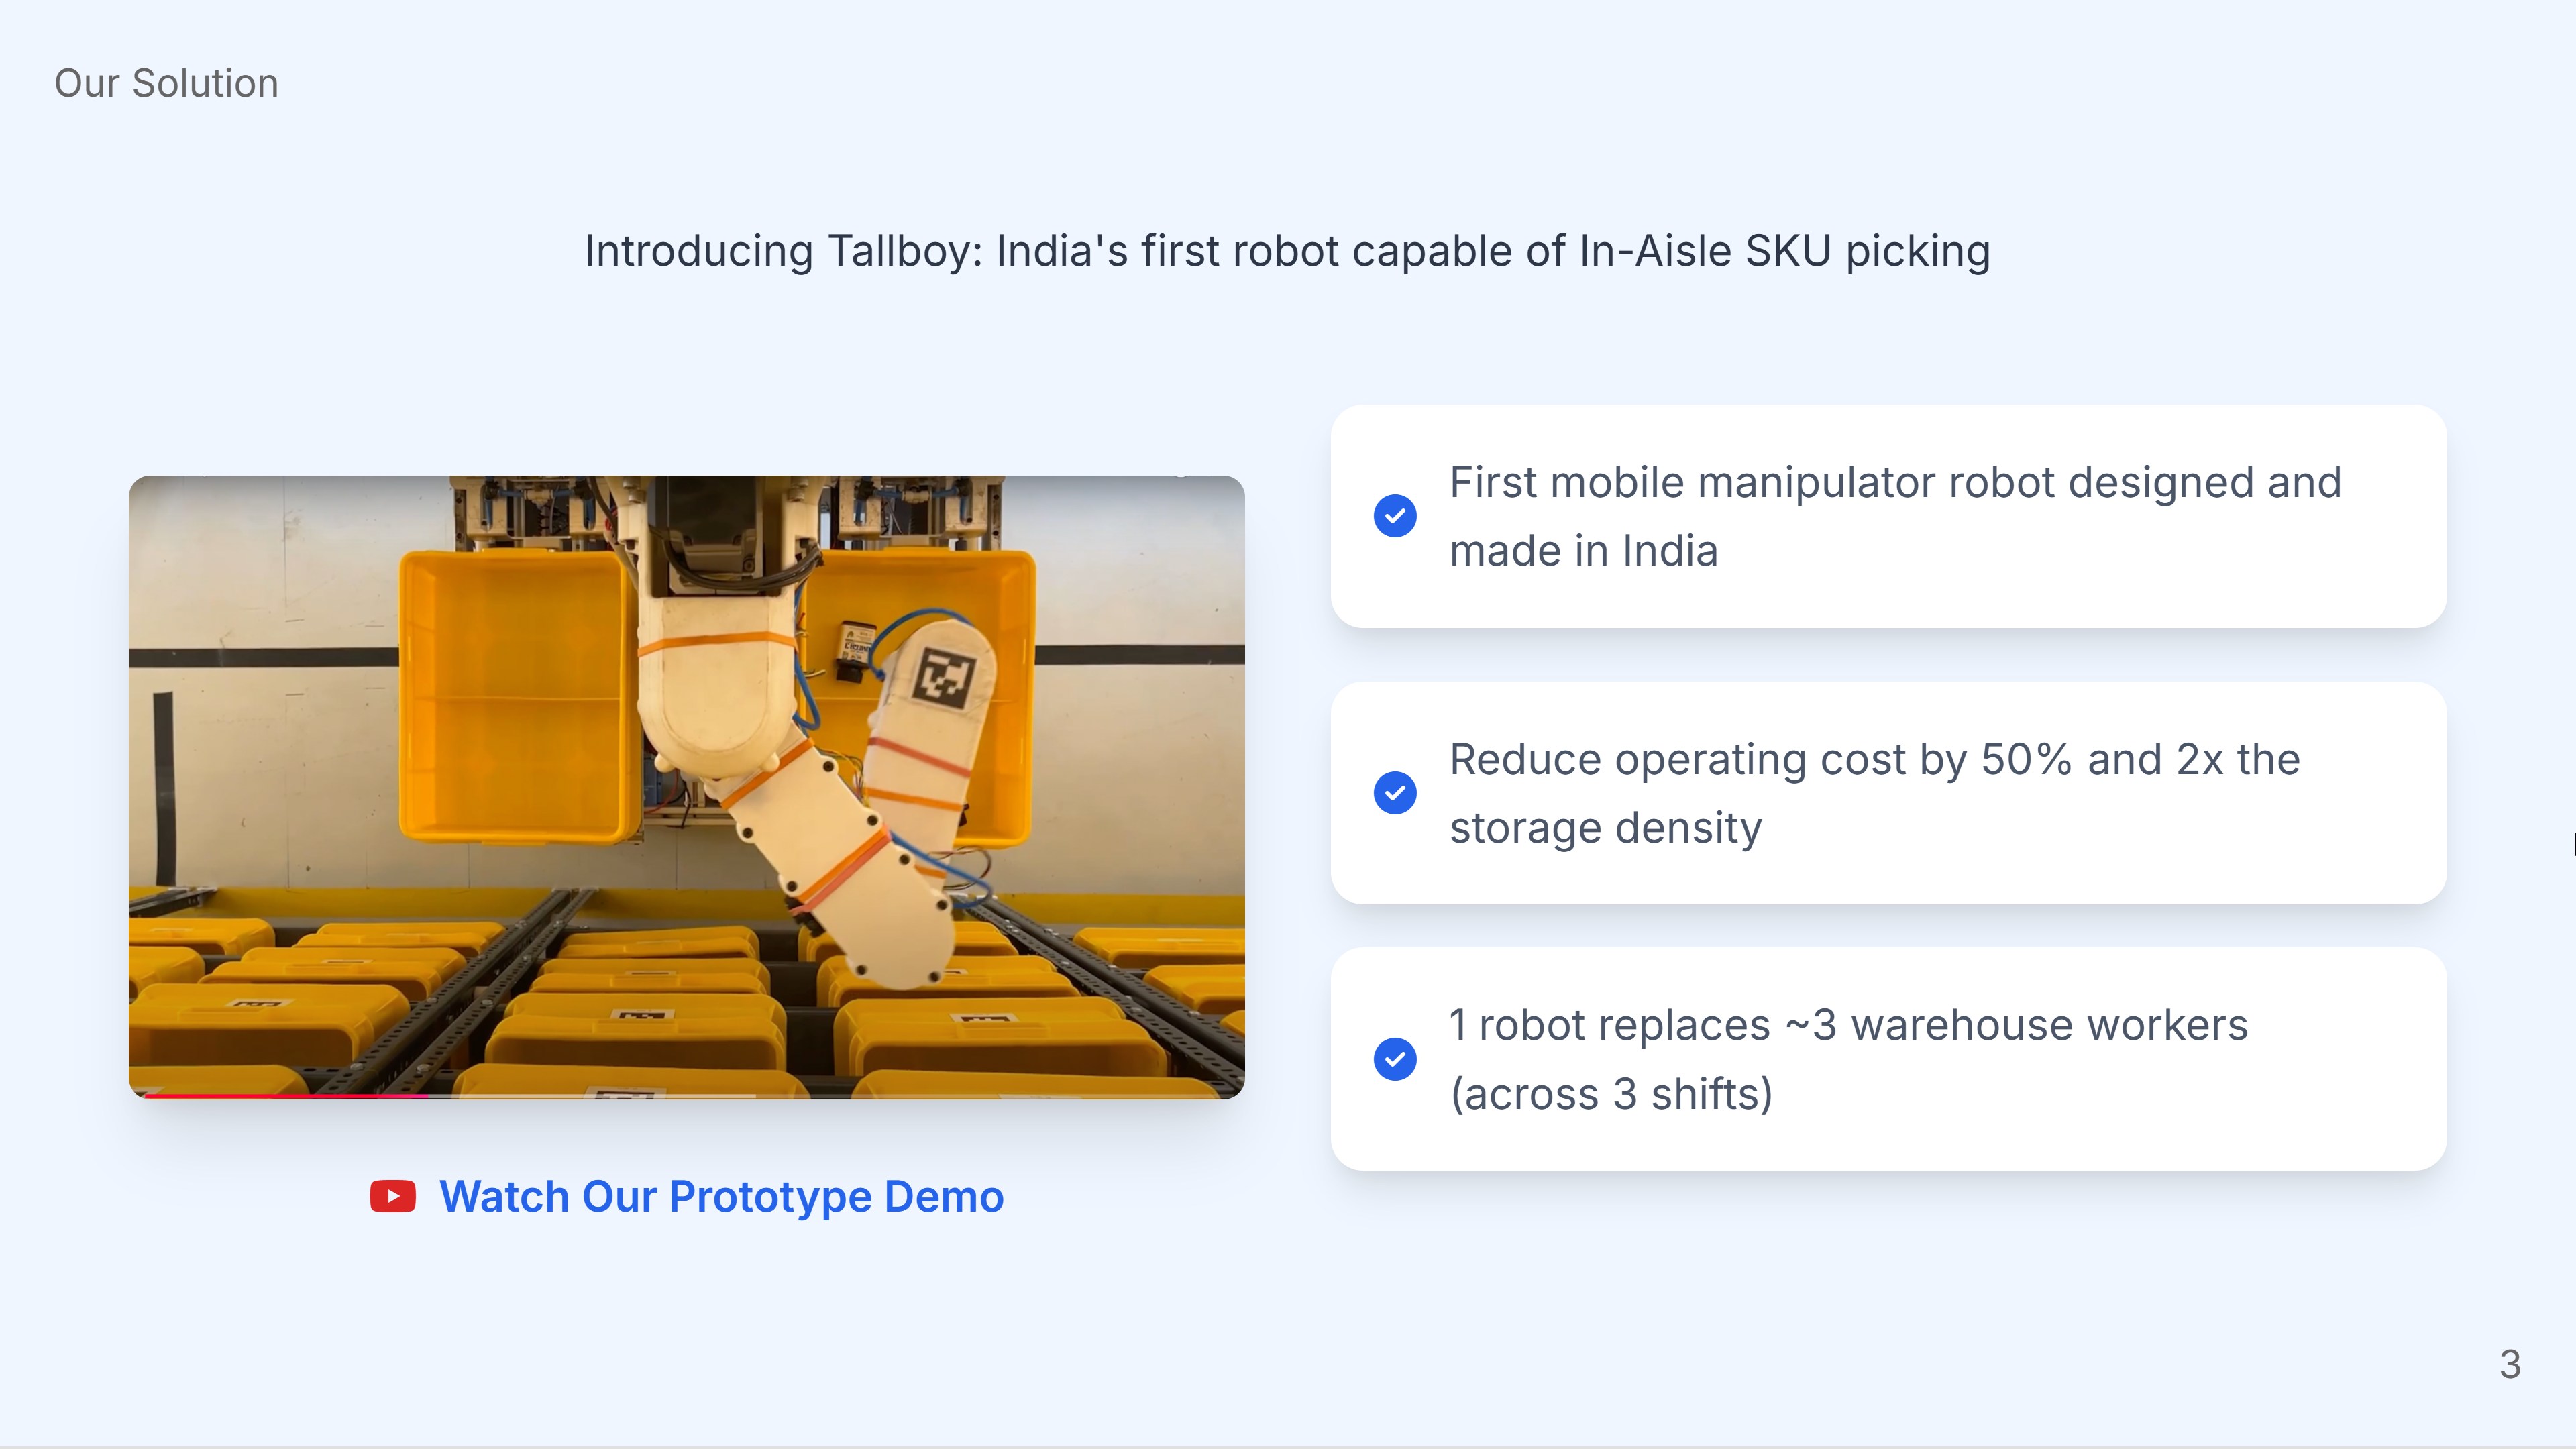 Our Solution
Introducing Tallboy: India's first robot capable of In-Aisle SKU picking
First mobile manipulator robot designed and
made in India
Reduce operating cost by 50% and 2x the
storage density
1 robot replaces ~3 warehouse workers
(across 3 shifts)
Watch Our Prototype Demo
3